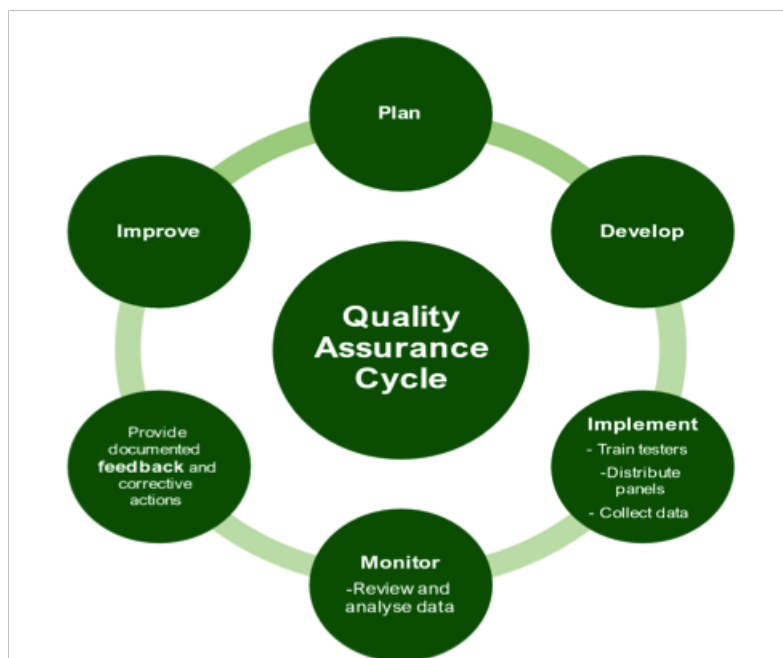 Plan
Develop
Implement
- Train testers
-Distribute
panels
- Collect data
Monitor
-Review and
analyse data
Provide
documented
feedback and
corrective
actions
Improve
Quality
Assurance
Cycle